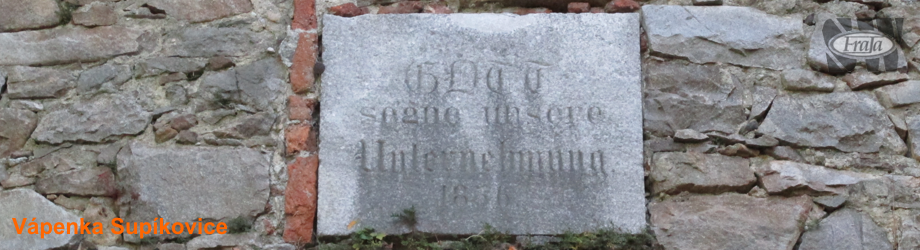 GOTT
segne unsere
Unternehmung.
Vápenka Supíkovice
FraJa